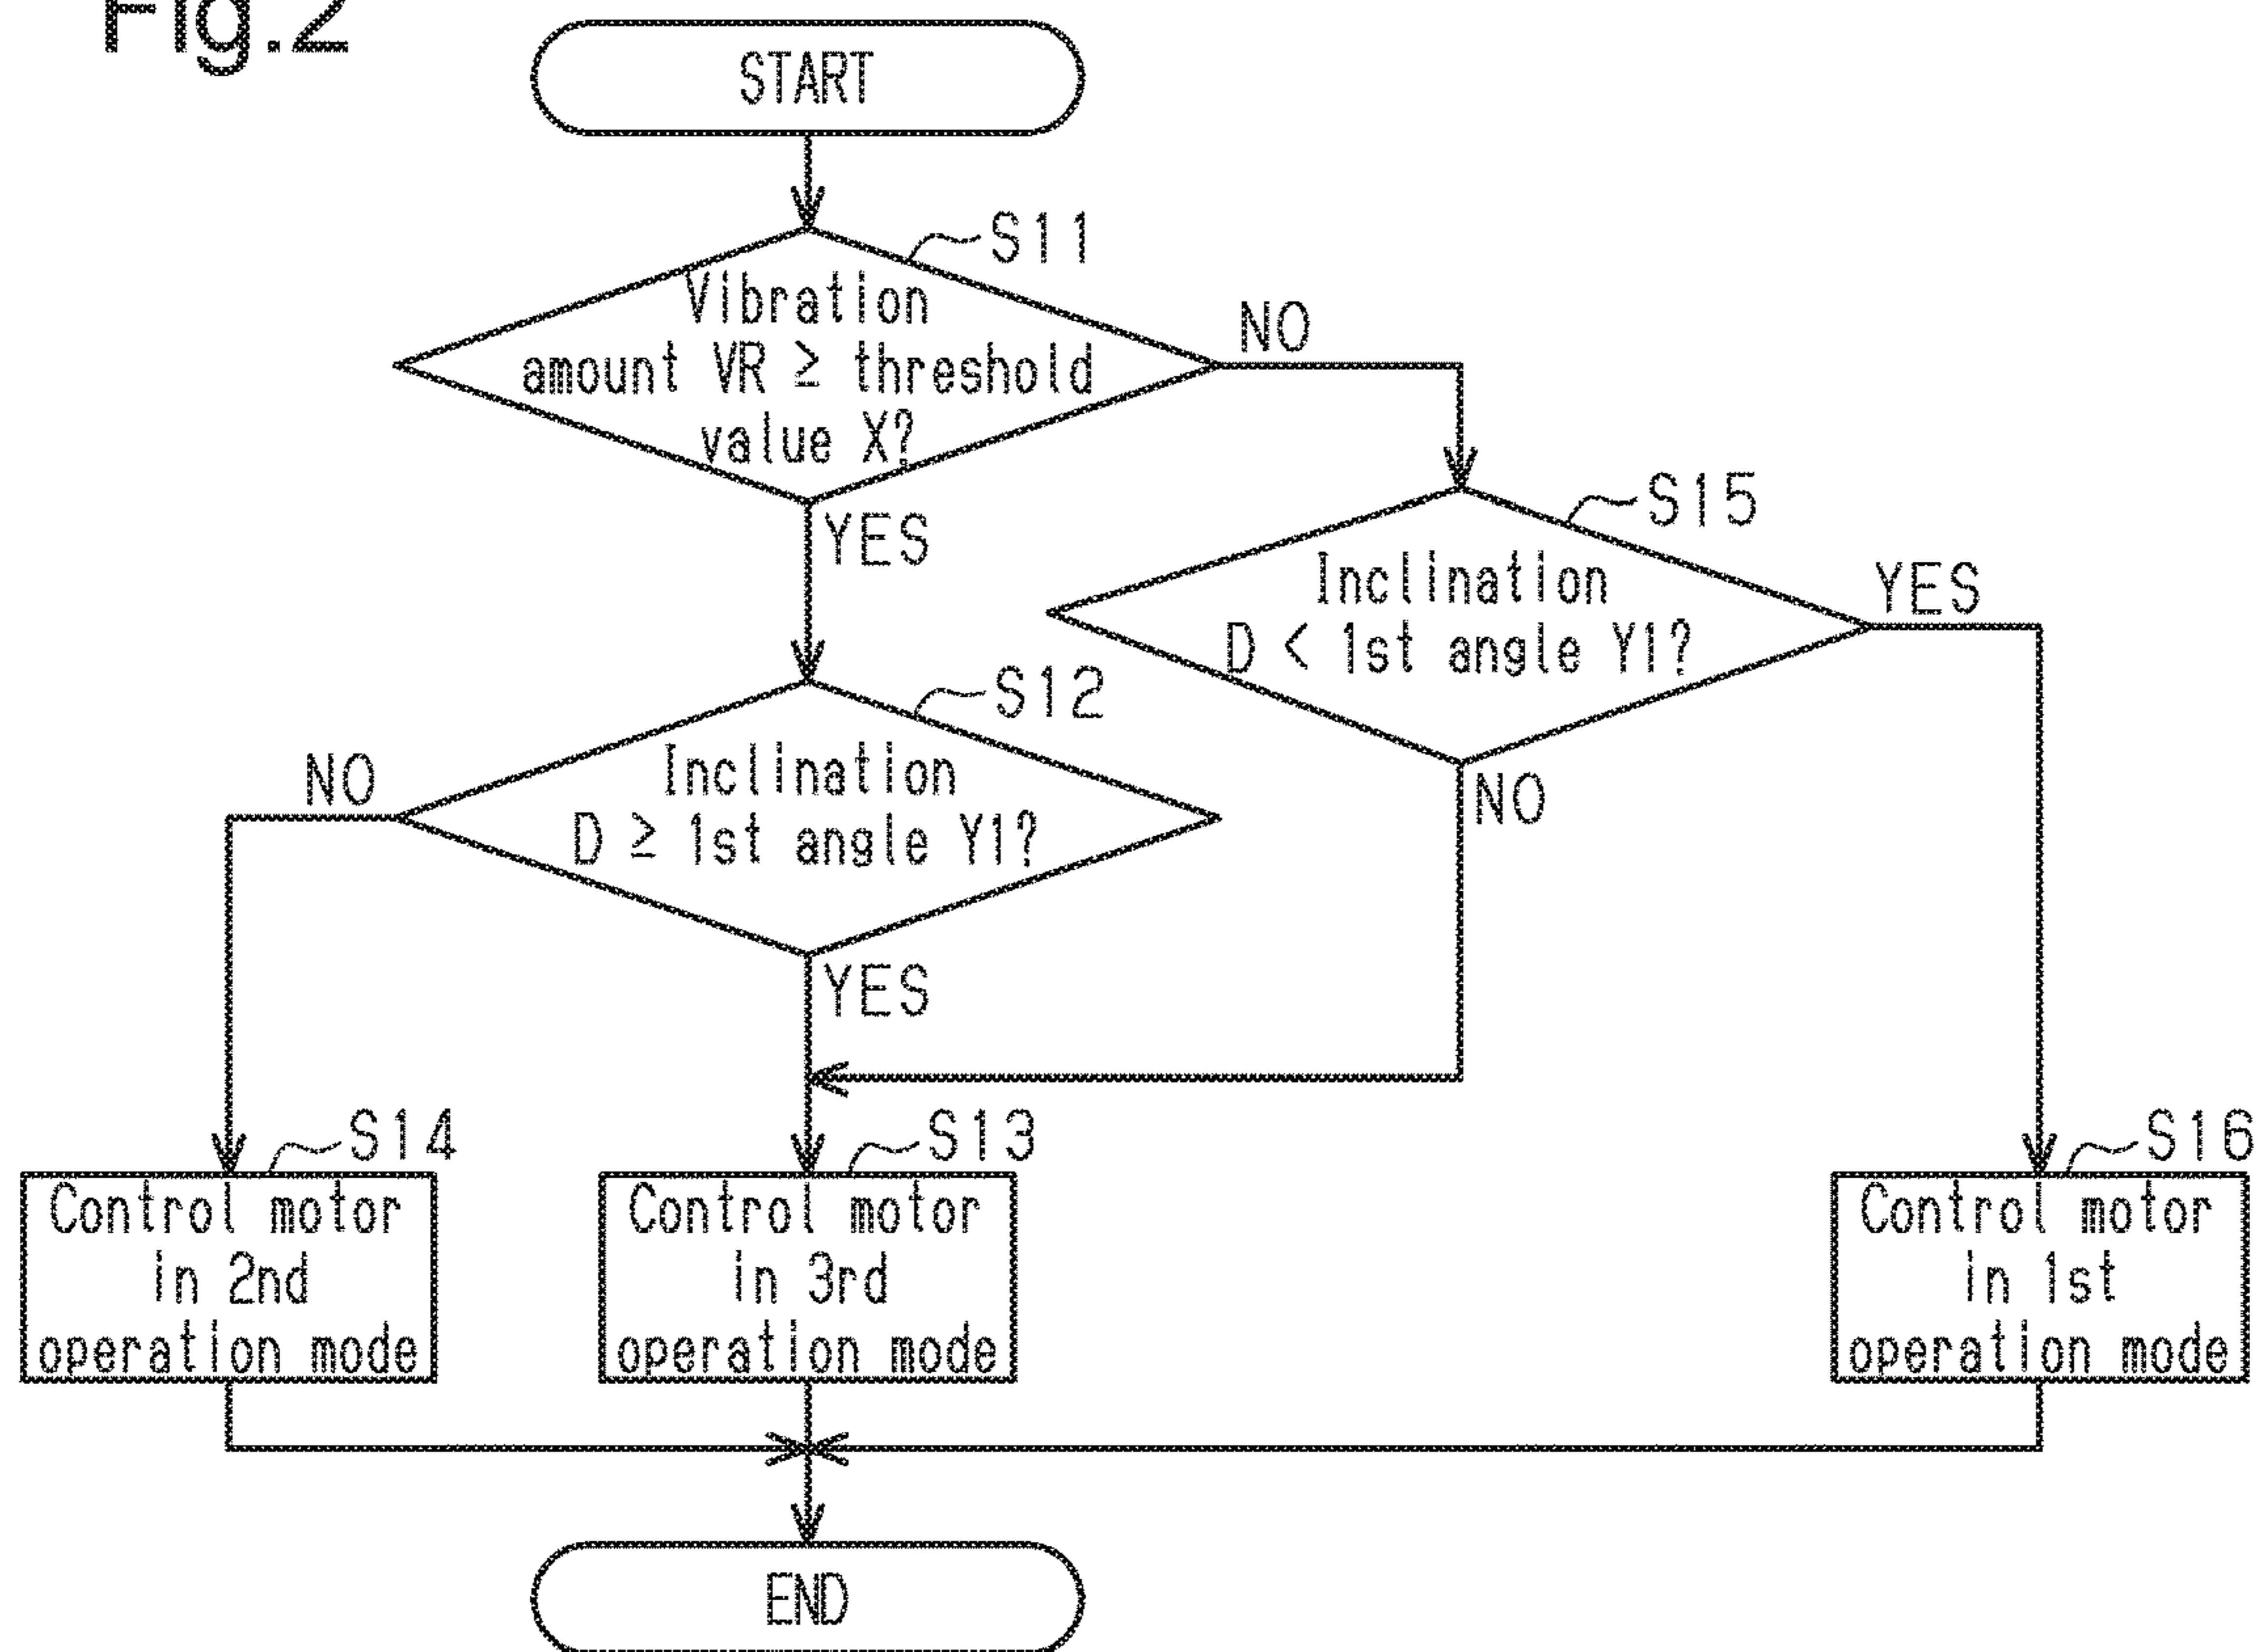 Fig.2
START
S11
Vibration
amount VR ≥ threshold
value X?
NO
YES
S15
Inclination
D < 1st angle Y1?
YES
NO
S12
Inclination
D ≥ 1st angle Y1?
NO
YES
S14
Control motor
in 2nd
operation mode
S13
Control motor
in 3rd
operation mode
S16
Control motor
in 1st
operation mode
END